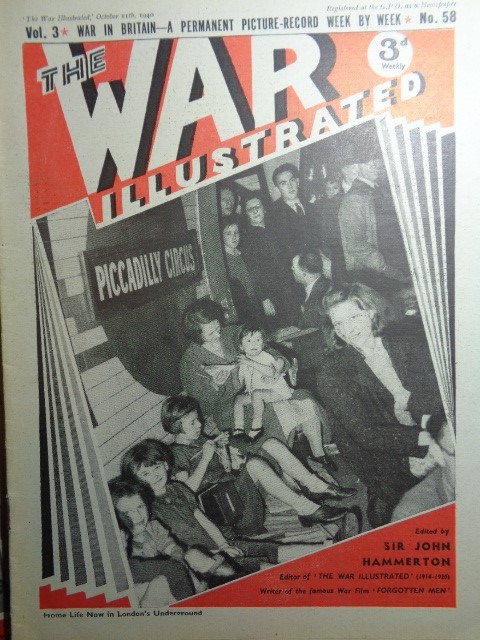 'The War Illustrated,' October 11th, 1940
Registered at the G.P.O. as a Newspaper
Vol. 3 ★ WAR IN BRITAIN—A PERMANENT PICTURE-RECORD WEEK BY WEEK ★ No. 58
THE
WAR
ILLUSTRATED
3d
Weekly
PICCADILLY CIRCUS
Edited by
SIR JOHN
HAMMERTON
Editor of 'THE WAR ILLUSTRATED' (1914-1920)
Writer of the famous War Film 'FORGOTTEN MEN'
Home Life Now in London's Underground